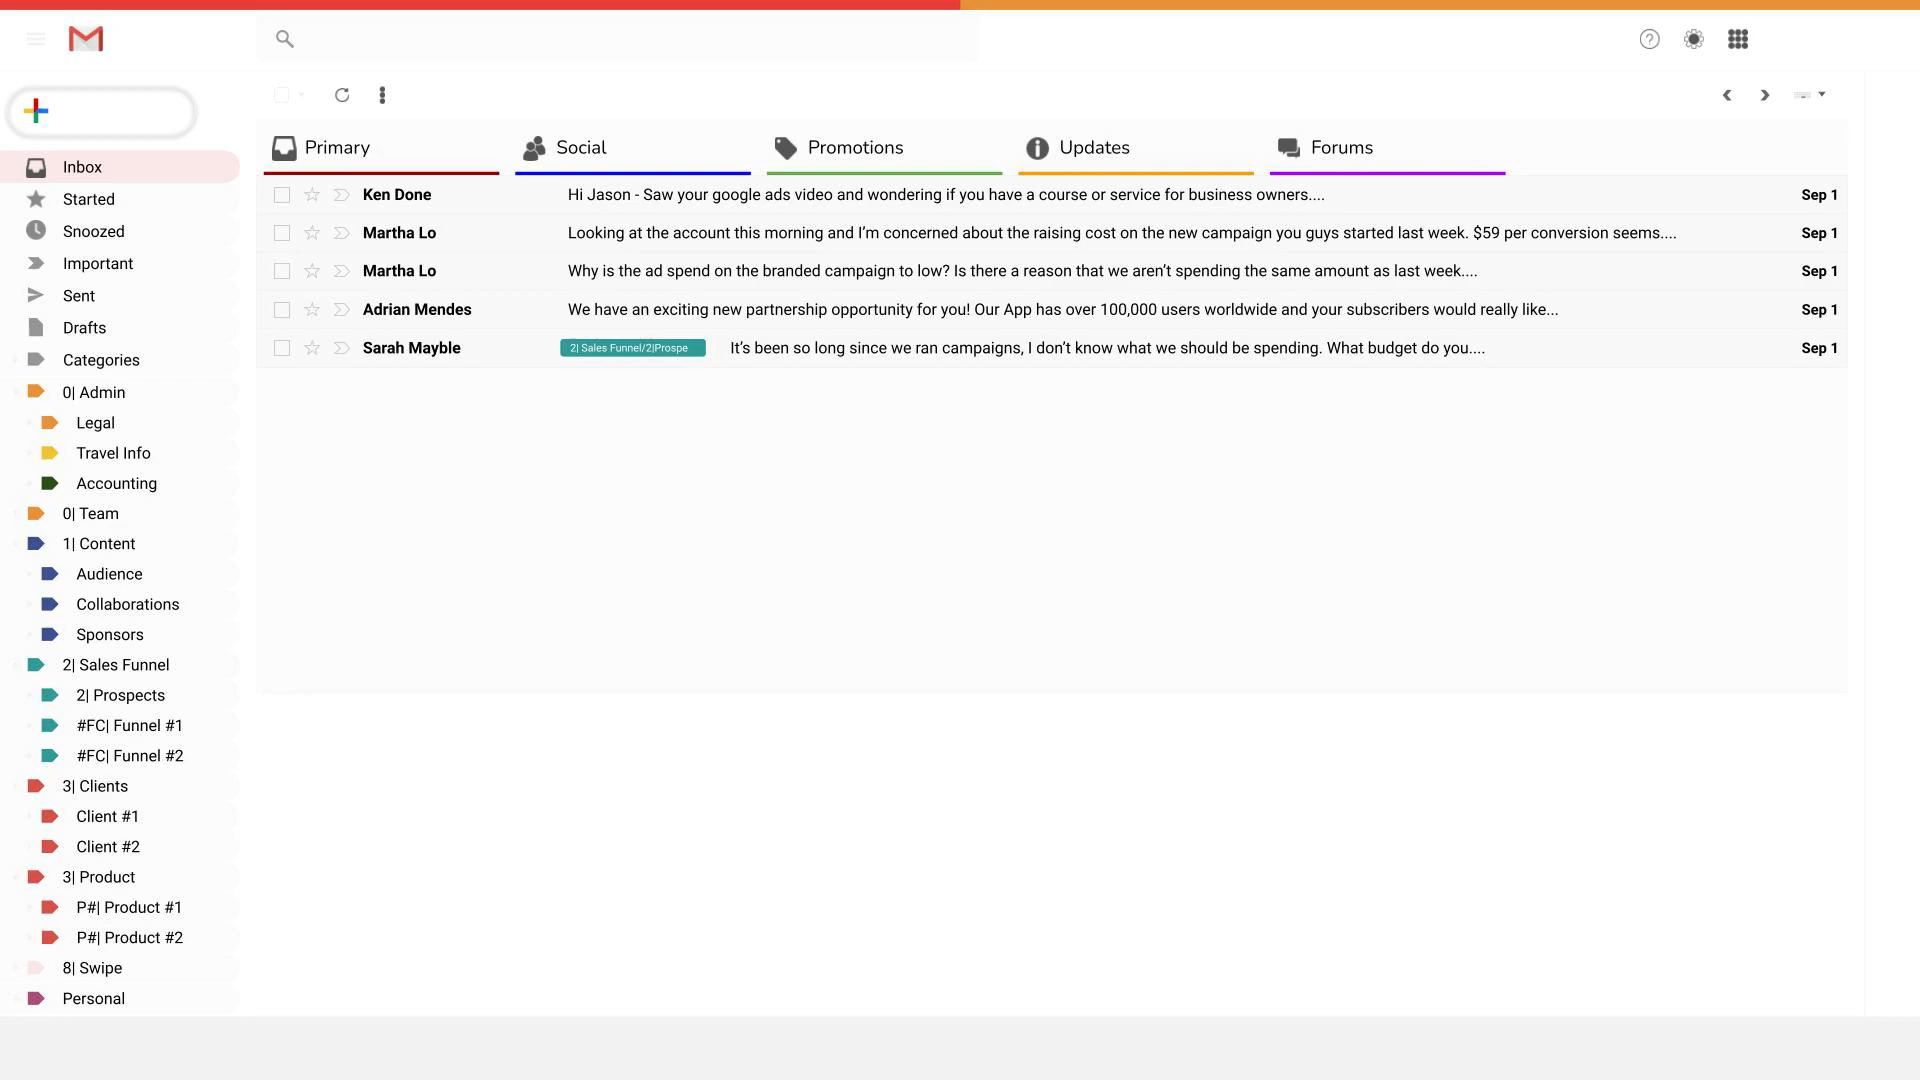 Inbox
Started
Snoozed
Important
Sent
Drafts
Categories
0| Admin
Legal
Travel Info
Accounting
0| Team
1| Content
Audience
Collaborations
Sponsors
2| Sales Funnel
2| Prospects
#FC| Funnel #1
#FC| Funnel #2
3| Clients
Client #1
Client #2
3| Product
P#| Product #1
P#| Product #2
8| Swipe
Personal
Primary Social Promotions Updates Forums
Ken Done Hi Jason - Saw your google ads video and wondering if you have a course or service for business owners.... Sep 1
Martha Lo Looking at the account this morning and I’m concerned about the raising cost on the new campaign you guys started last week. $59 per conversion seems.... Sep 1
Martha Lo Why is the ad spend on the branded campaign to low? Is there a reason that we aren’t spending the same amount as last week.... Sep 1
Adrian Mendes We have an exciting new partnership opportunity for you! Our App has over 100,000 users worldwide and your subscribers would really like... Sep 1
Sarah Mayble 2| Sales Funnel/2|Prospe It’s been so long since we ran campaigns, I don’t know what we should be spending. What budget do you.... Sep 1